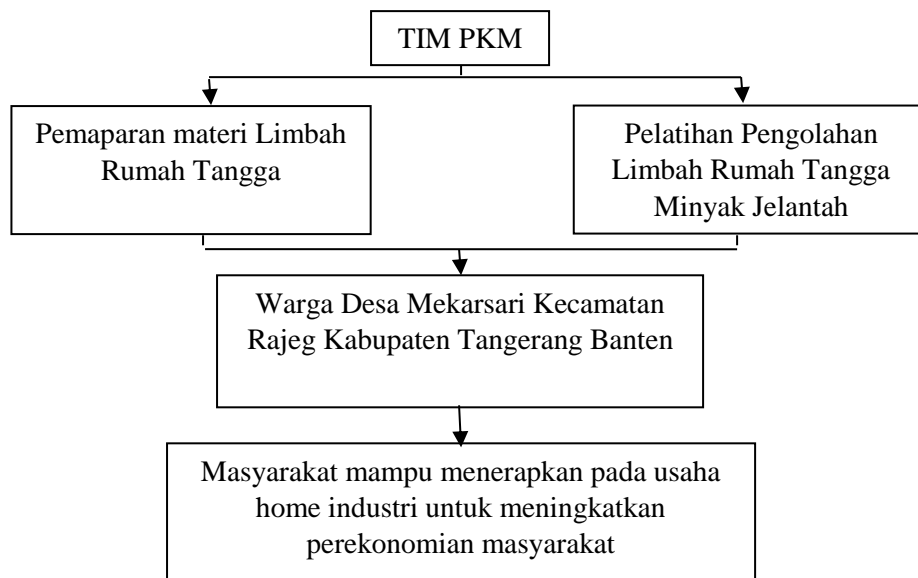 TIM PKM
Pemaparan materi Limbah
Rumah Tangga
Pelatihan Pengolahan
Limbah Rumah Tangga
Minyak Jelantah
Warga Desa Mekarsari Kecamatan
Rajeg Kabupaten Tangerang Banten
Masyarakat mampu menerapkan pada usaha
home industri untuk meningkatkan
perekonomian masyarakat